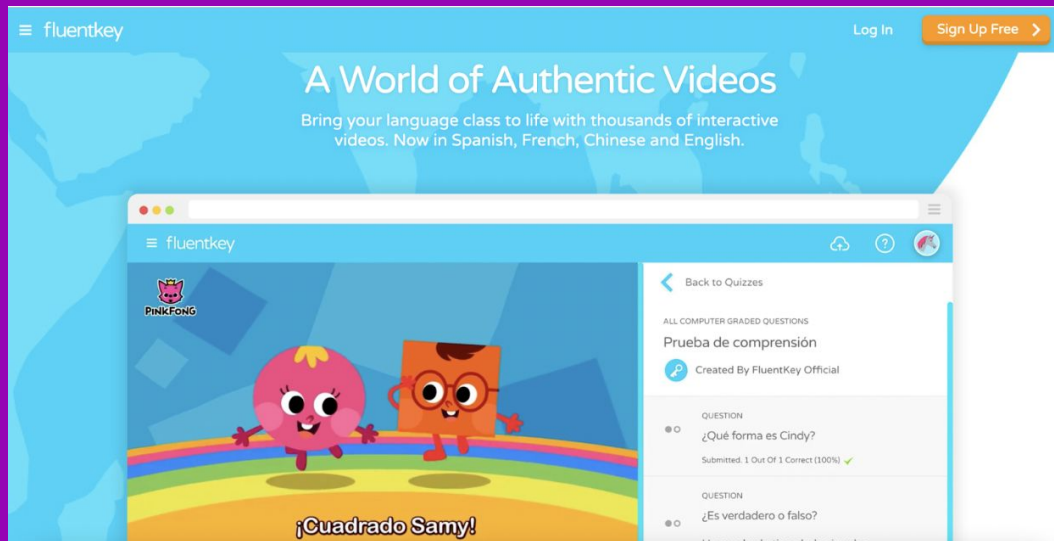 fluentkey
Log In
Sign Up Free
A World of Authentic Videos
Bring your language class to life with thousands of interactive
videos. Now in Spanish, French, Chinese and English.
fluentkey
?
PINKFONG
¡Cuadrado Samy!
Back to Quizzes
ALL COMPUTER GRADED QUESTIONS
Prueba de comprensión
Created By FluentKey Official
QUESTION
¿Qué forma es Cindy?
Submitted. 1 Out Of 1 Correct (100%)
QUESTION
¿Es verdadero o falso?